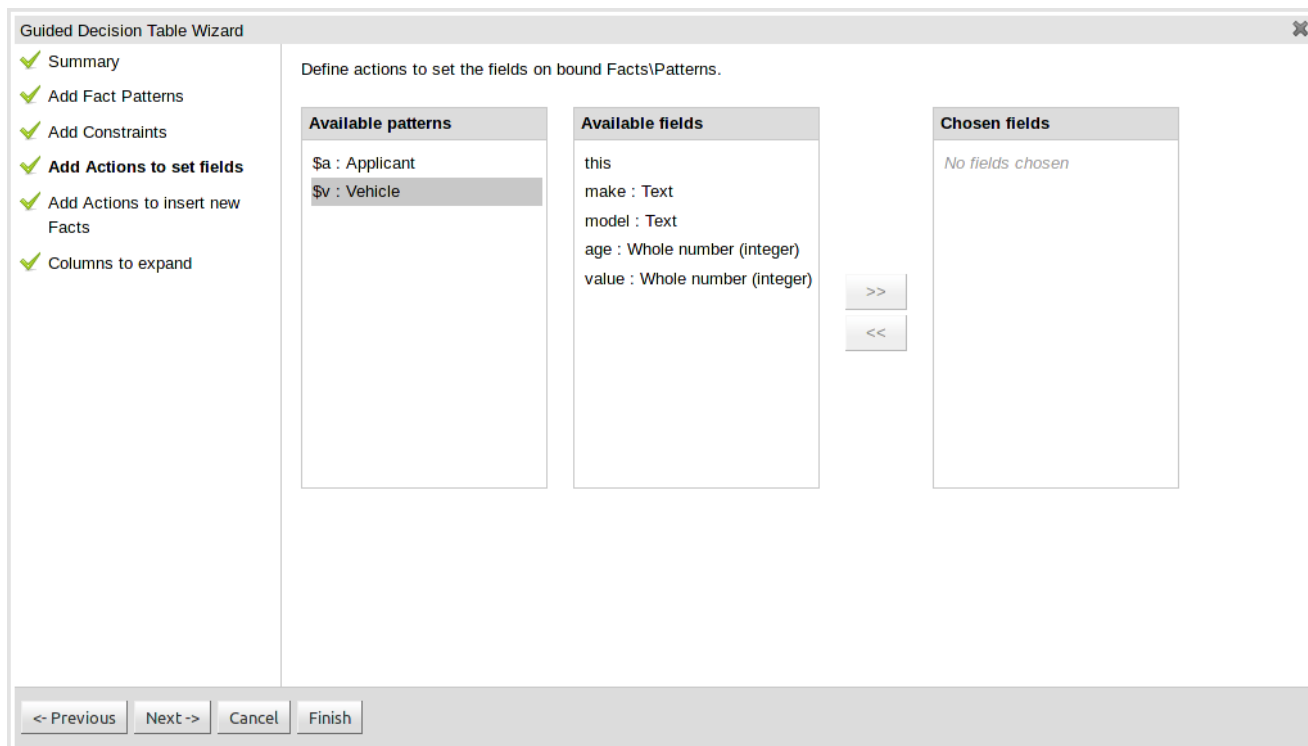 Guided Decision Table Wizard
Summary
Add Fact Patterns
Add Constraints
Add Actions to set fields
Add Actions to insert new
Facts
Columns to expand
Define actions to set the fields on bound Facts\Patterns.
Available patterns
$a : Applicant
$v : Vehicle
Available fields
this
make : Text
model : Text
age : Whole number (integer)
value : Whole number (integer)
>>
<<
Chosen fields
No fields chosen
<- Previous
Next ->
Cancel
Finish